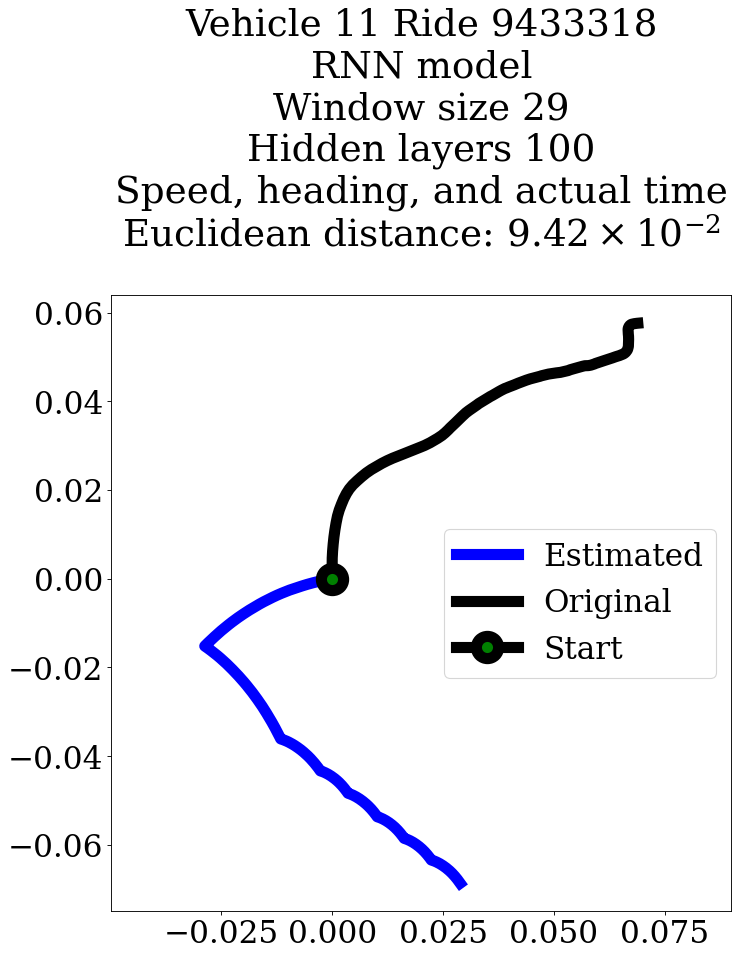 Vehicle 11 Ride 9433318
RNN model
Window size 29
Hidden layers 100
Speed, heading, and actual time
Euclidean distance: 9.42 × 10⁻²
0.06
0.04
0.02
0.00
−0.02
−0.04
−0.06
Estimated
Original
Start
−0.025 0.000 0.025 0.050 0.075